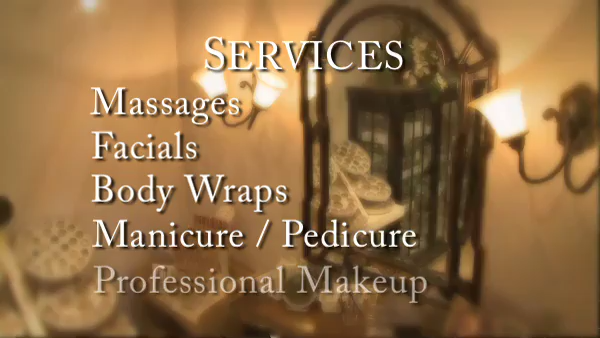 SERVICES
Massages
Facials
Body Wraps
Manicure / Pedicure
Professional Makeup